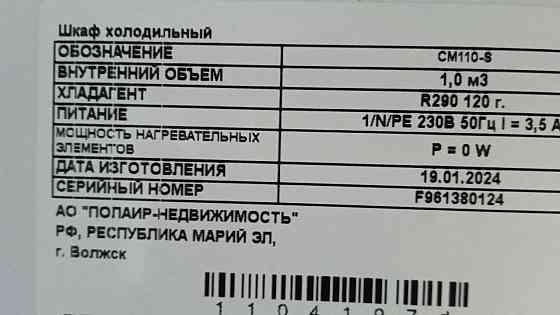 Шкаф холодильный
ОБОЗНАЧЕНИЕ CM110-S
ВНУТРЕННИЙ ОБЪЕМ 1,0 м3
ХЛАДАГЕНТ R290 120 г.
ПИТАНИЕ 1/N/PE 230В 50Гц I = 3,5 А
МОЩНОСТЬ НАГРЕВАТЕЛЬНЫХ
ЭЛЕМЕНТОВ P = 0 W
ДАТА ИЗГОТОВЛЕНИЯ 19.01.2024
СЕРИЙНЫЙ НОМЕР F961380124
АО "ПОЛАИР-НЕДВИЖИМОСТЬ"
РФ, РЕСПУБЛИКА МАРИЙ ЭЛ,
г. Волжск